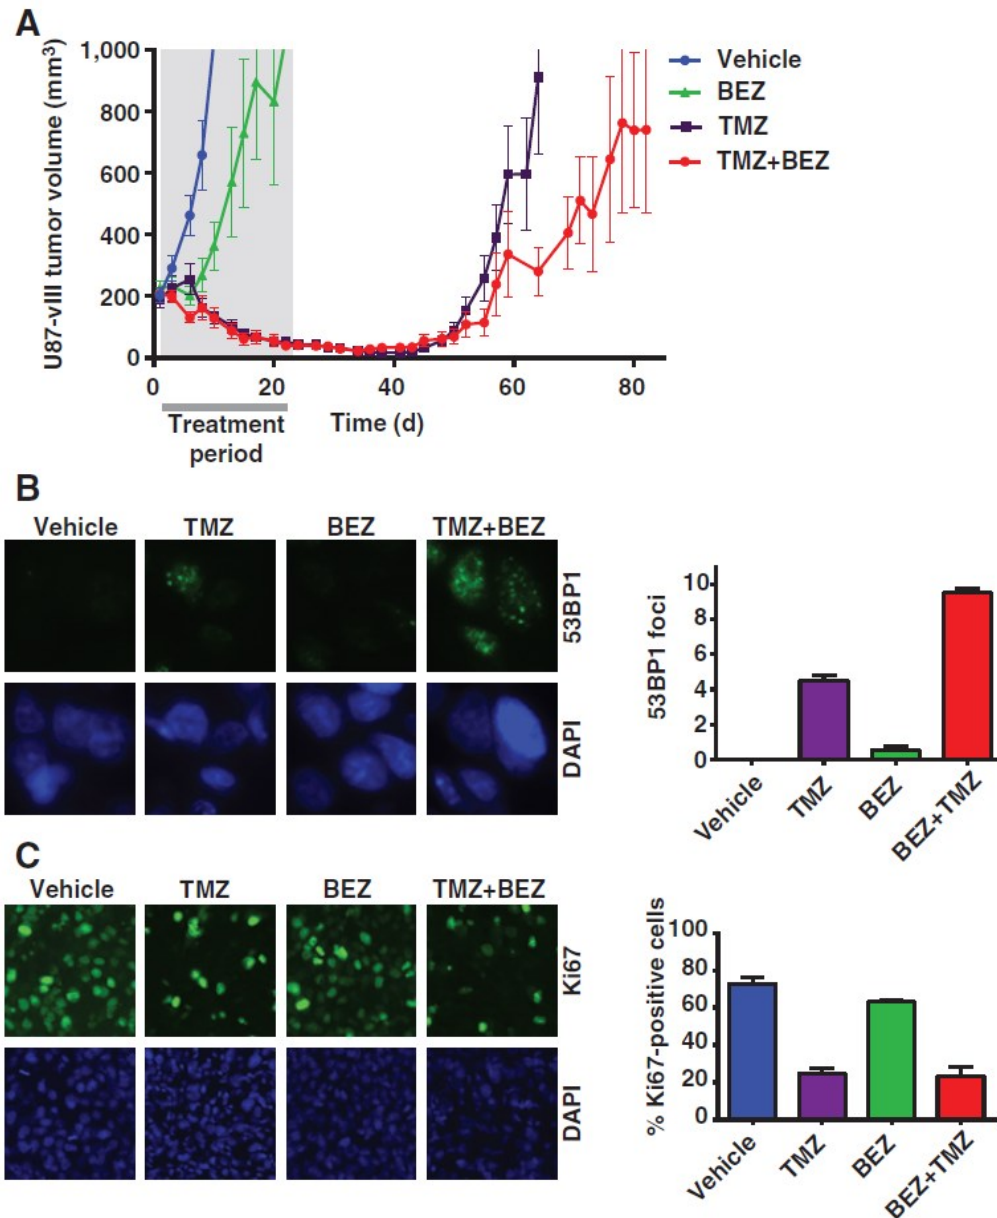 A
U87-vIII tumor volume (mm³)
1,000
800
600
400
200
0
0 20 40 60 80
Treatment
period
Time (d)
Vehicle
BEZ
TMZ
TMZ+BEZ
B
Vehicle TMZ BEZ TMZ+BEZ
53BP1
DAPI
53BP1 foci
10
8
6
4
2
0
Vehicle TMZ BEZ BEZ+TMZ
C
Vehicle TMZ BEZ TMZ+BEZ
Ki67
DAPI
% Ki67-positive cells
100
80
60
40
20
0
Vehicle TMZ BEZ BEZ+TMZ